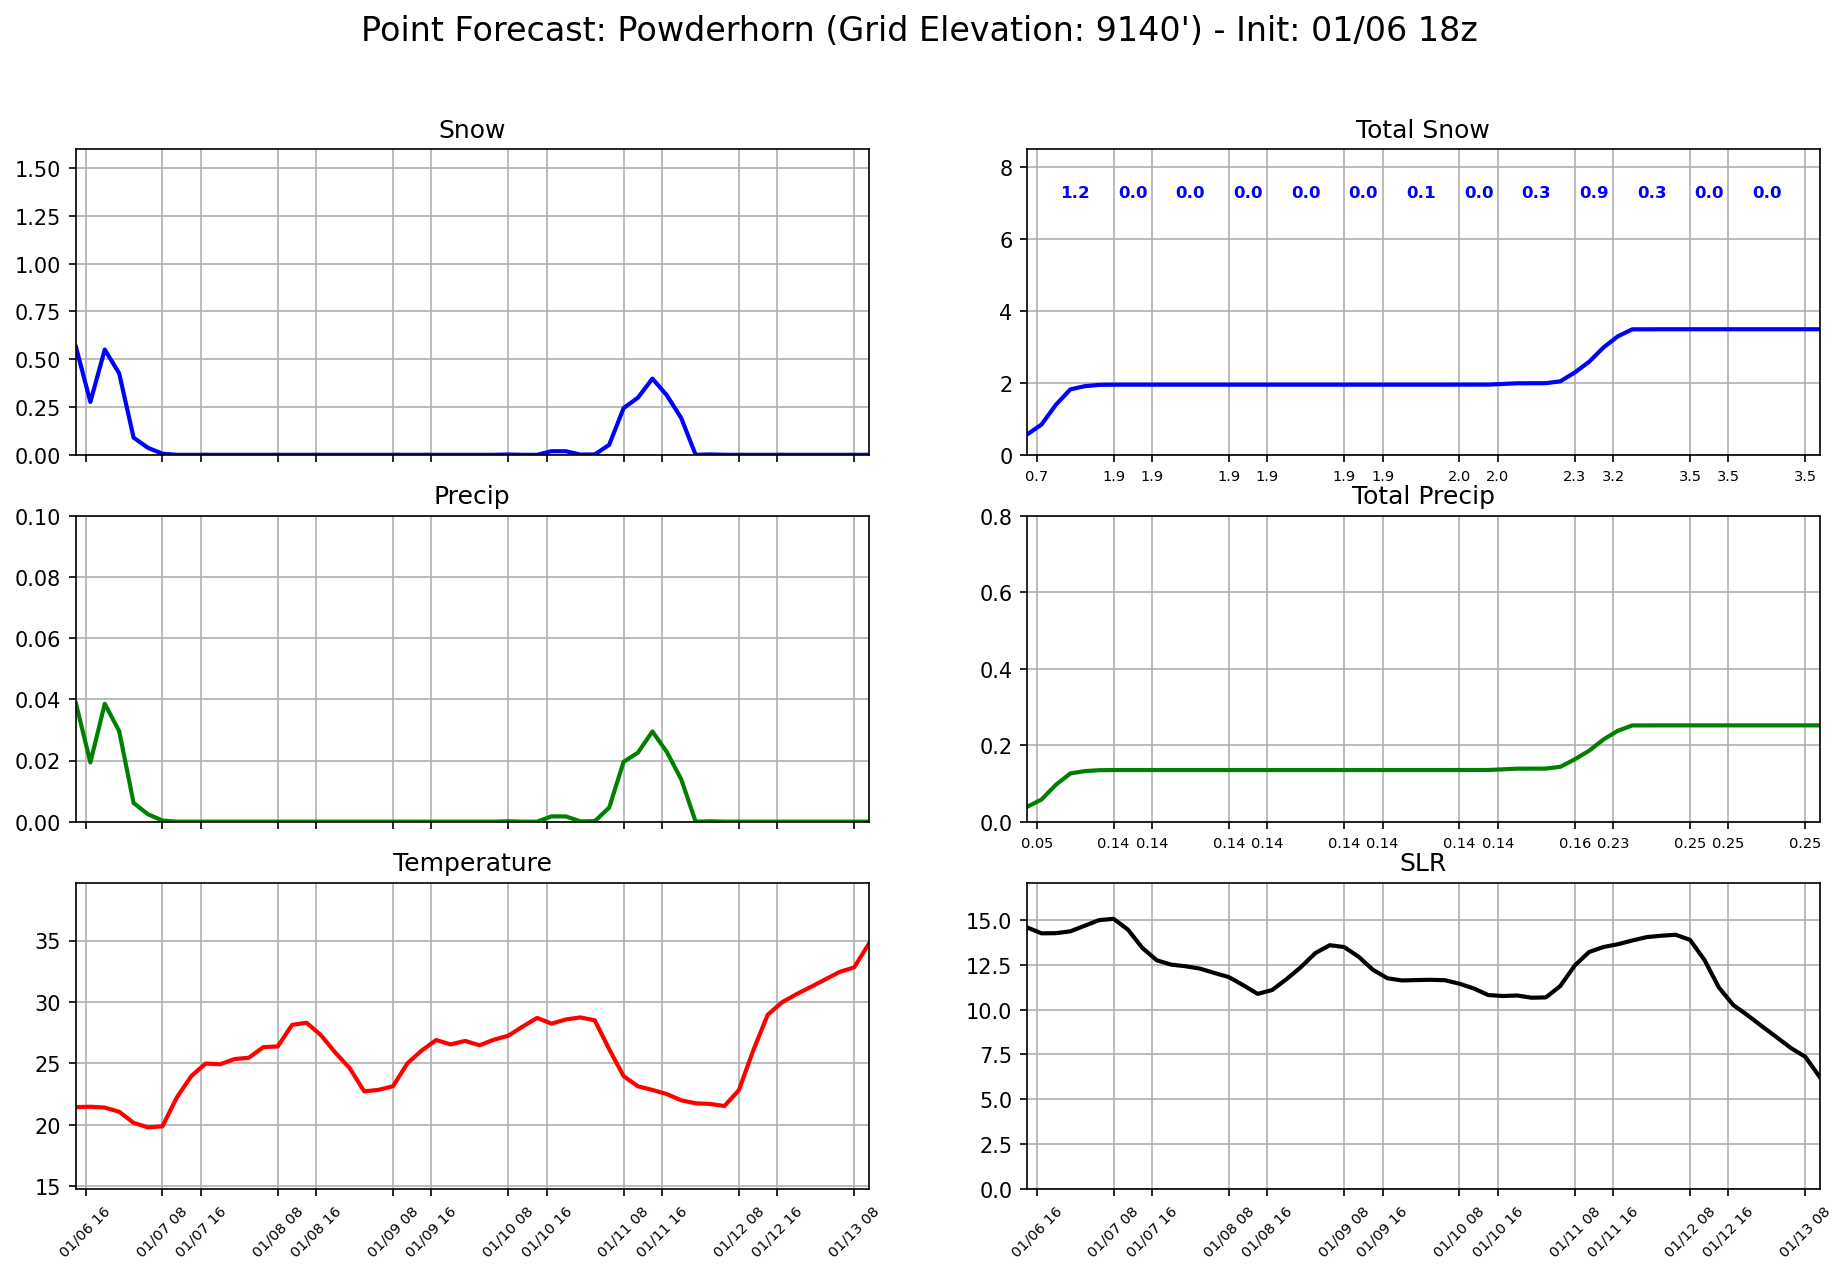 Point Forecast: Powderhorn (Grid Elevation: 9140') - Init: 01/06 18z
Snow
1.50
1.25
1.00
0.75
0.50
0.25
0.00
Total Snow
8
6
4
2
0
1.2 0.0 0.0 0.0 0.0 0.0 0.1 0.0 0.3 0.9 0.3 0.0 0.0
0.7 1.9 1.9 1.9 1.9 1.9 1.9 2.0 2.0 2.3 3.2 3.5 3.5 3.5
Precip
0.10
0.08
0.06
0.04
0.02
0.00
Total Precip
0.8
0.6
0.4
0.2
0.0
0.05 0.14 0.14 0.14 0.14 0.14 0.14 0.14 0.14 0.16 0.23 0.25 0.25 0.25
Temperature
35
30
25
20
15
01/06 16 01/07 08 01/07 16 01/08 08 01/08 16 01/09 08 01/09 16 01/10 08 01/10 16 01/11 08 01/11 16 01/12 08 01/12 16 01/13 08
SLR
15.0
12.5
10.0
7.5
5.0
2.5
0.0
01/06 16 01/07 08 01/07 16 01/08 08 01/08 16 01/09 08 01/09 16 01/10 08 01/10 16 01/11 08 01/11 16 01/12 08 01/12 16 01/13 08